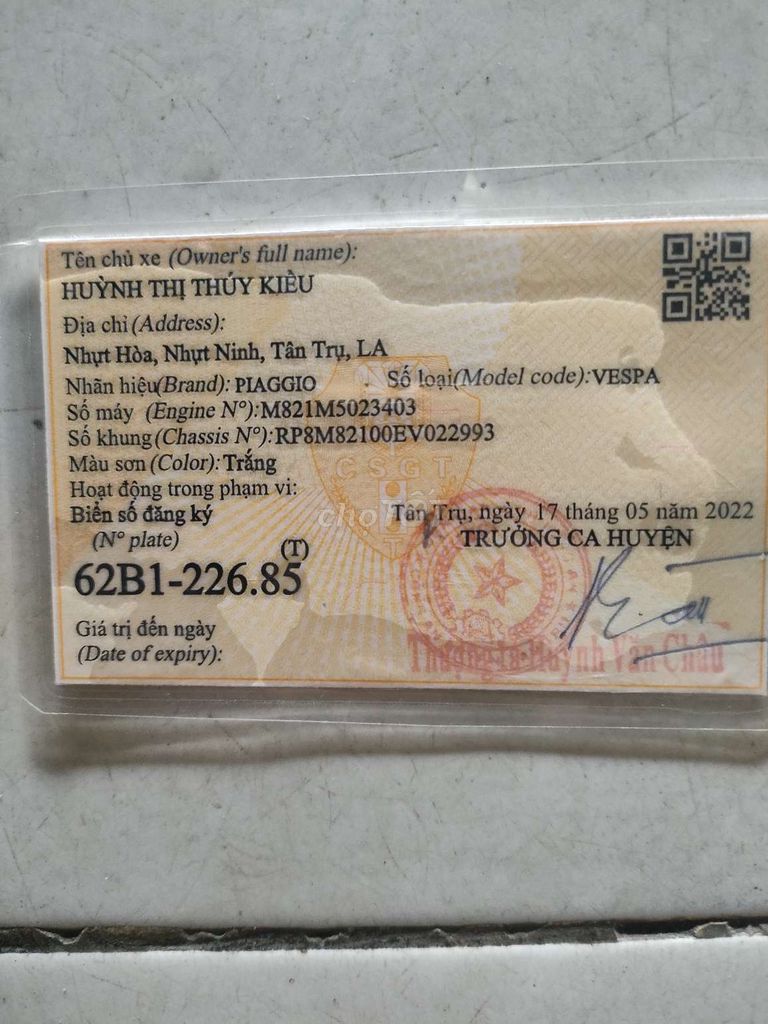 Tên chủ xe (Owner's full name):
HUỲNH THỊ THÚY KIỀU
Địa chỉ (Address):
Nhựt Hòa, Nhựt Ninh, Tân Trụ, LA
Nhãn hiệu(Brand): PIAGGIO . Số loại(Model code):VESPA
Số máy (Engine N°):M821M5023403
Số khung (Chassis N°):RP8M82100EV022993
Màu sơn (Color): Trắng
CSGT
Hoạt động trong phạm vi:
Biển số đăng ký Tân Trụ, ngày 17 tháng 05 năm 2022
(N° plate) TRƯỞNG CA HUYỆN
(T)
62B1-226.85
Giá trị đến ngày
(Date of expiry):
Thượng tá Huỳnh Văn Châu